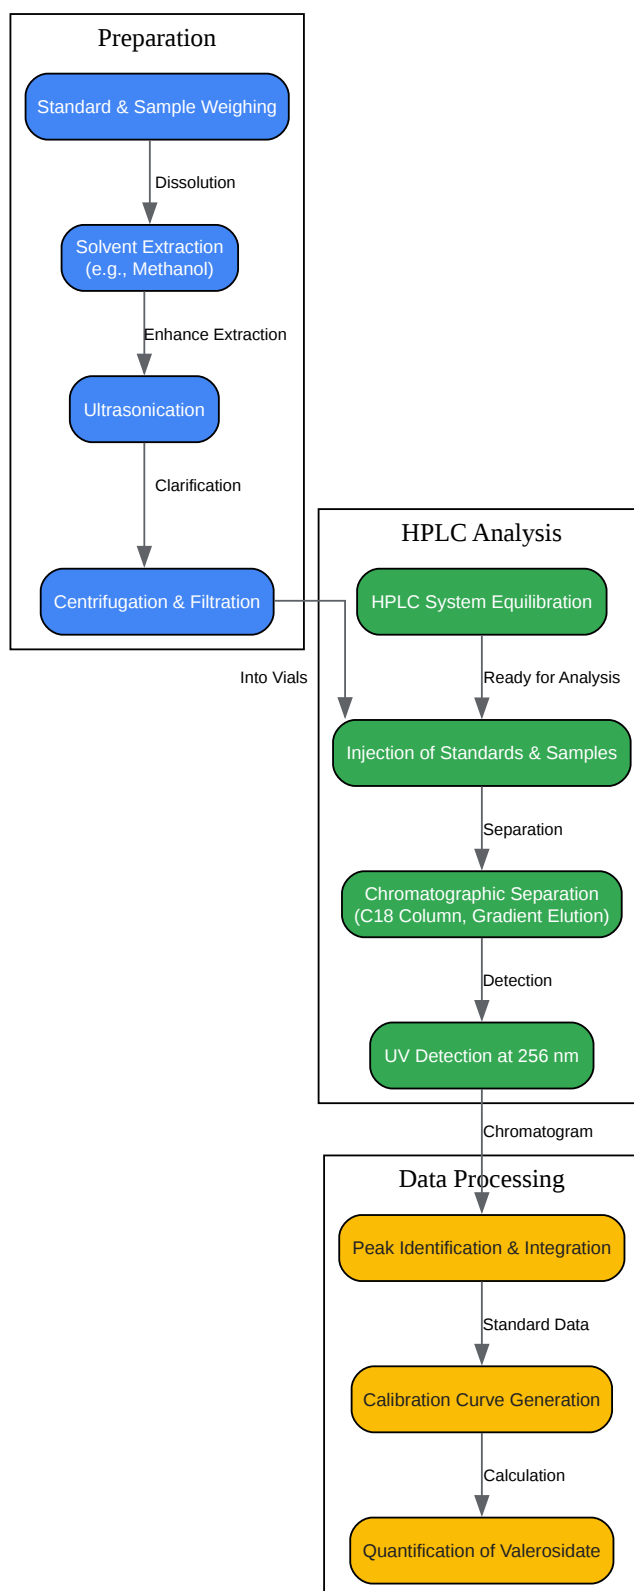 Preparation
Standard & Sample Weighing
Dissolution
Solvent Extraction
(e.g., Methanol)
Enhance Extraction
Ultrasonication
Clarification
Centrifugation & Filtration
Into Vials
HPLC Analysis
HPLC System Equilibration
Ready for Analysis
Injection of Standards & Samples
Separation
Chromatographic Separation
(C18 Column, Gradient Elution)
Detection
UV Detection at 256 nm
Chromatogram
Data Processing
Peak Identification & Integration
Standard Data
Calibration Curve Generation
Calculation
Quantification of Valerosidate